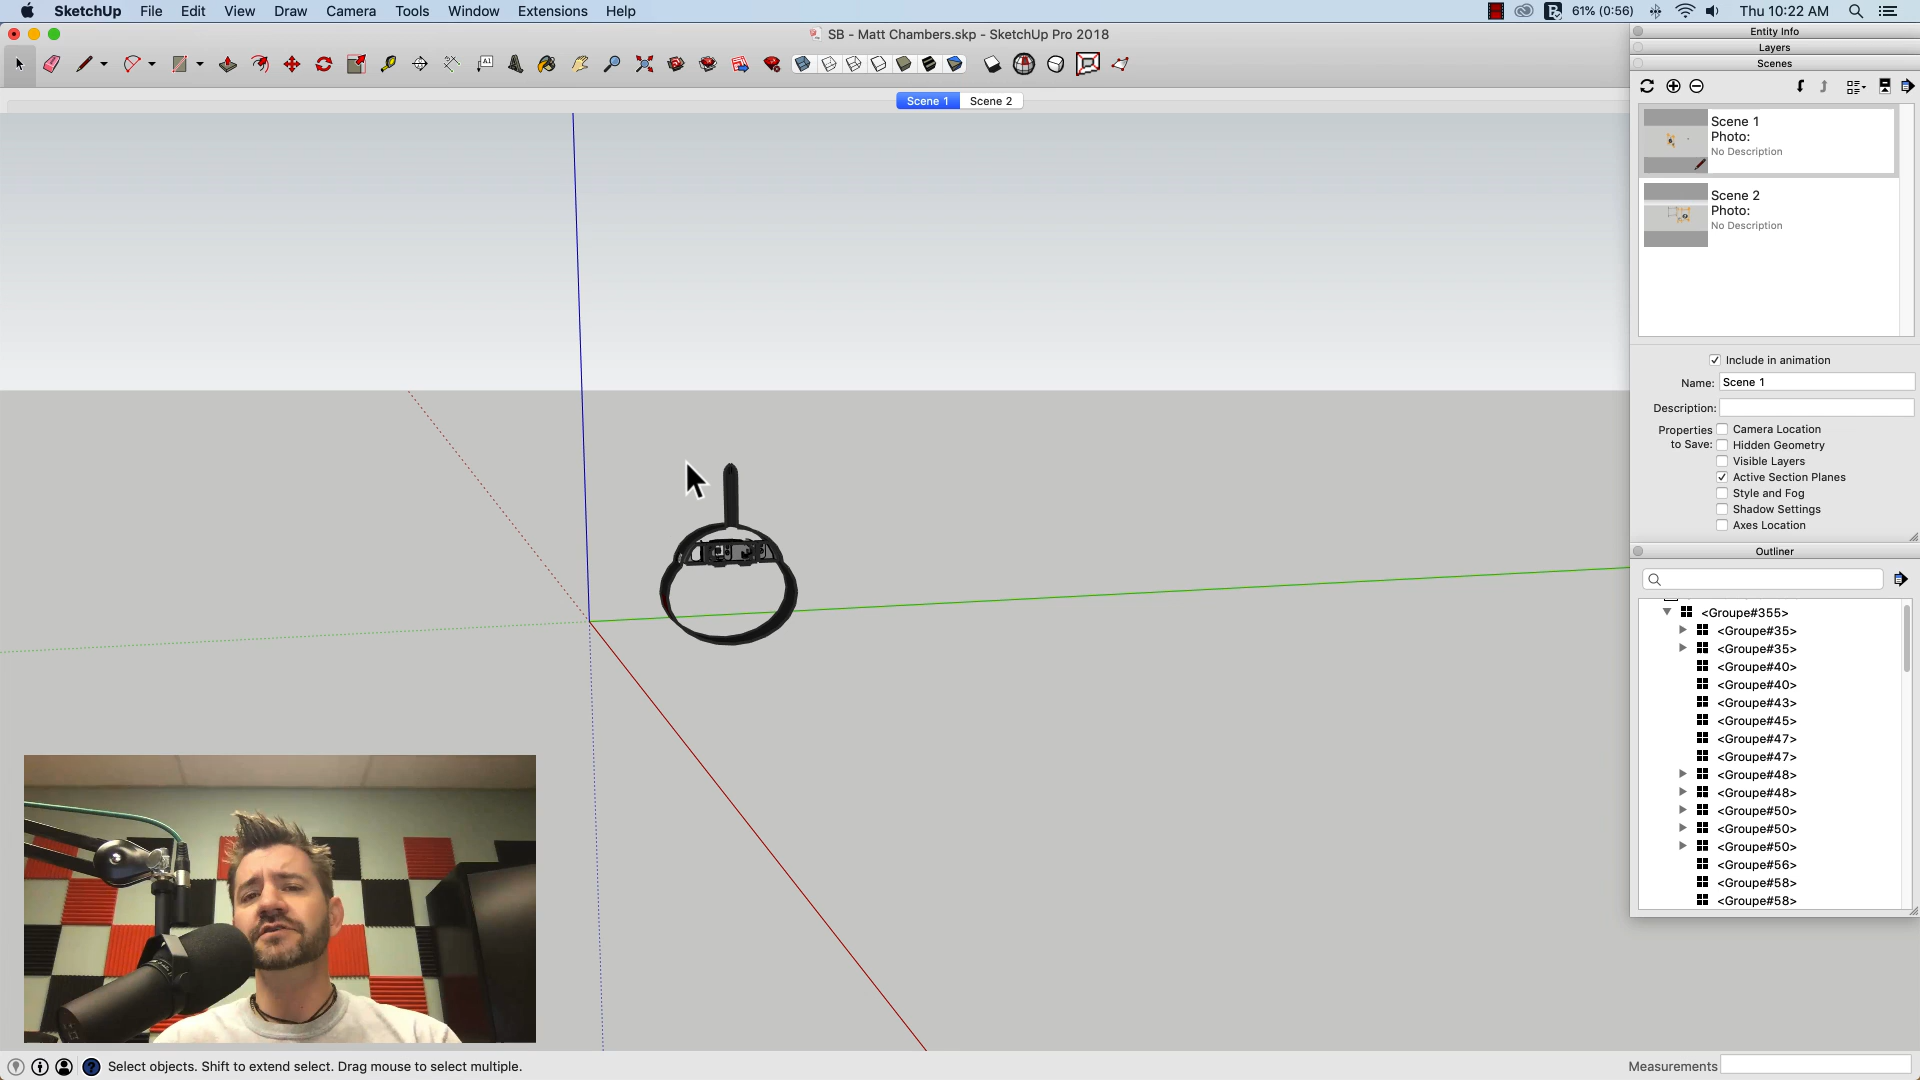 SketchUp File Edit View Draw Camera Tools Window Extensions Help 61% (0:56) Thu 10:22 AM
SB - Matt Chambers.skp - SketchUp Pro 2018
Scene 1 Scene 2
Entity Info
Layers
Scenes
Scene 1
Photo:
No Description
Scene 2
Photo:
No Description
Include in animation
Name: Scene 1
Description:
Properties to Save:
Camera Location
Hidden Geometry
Visible Layers
Active Section Planes
Style and Fog
Shadow Settings
Axes Location
Outliner
<Groupe#355>
<Groupe#35>
<Groupe#35>
<Groupe#40>
<Groupe#40>
<Groupe#43>
<Groupe#45>
<Groupe#47>
<Groupe#47>
<Groupe#48>
<Groupe#48>
<Groupe#50>
<Groupe#50>
<Groupe#50>
<Groupe#56>
<Groupe#58>
<Groupe#58>
Select objects. Shift to extend select. Drag mouse to select multiple.
Measurements